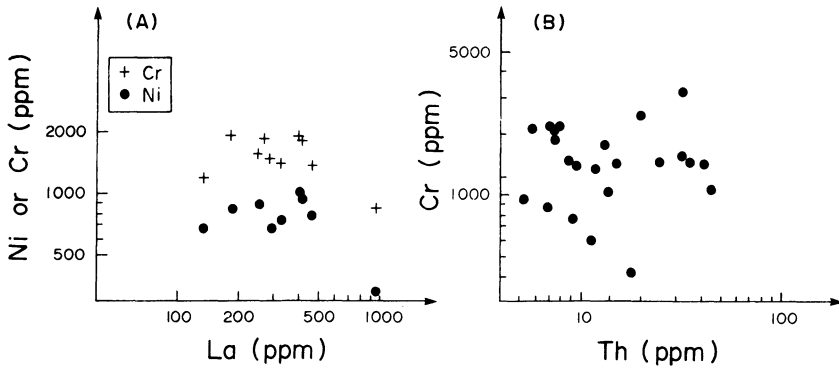 (A)
+ Cr
● Ni
Ni or Cr (ppm)
2000
1000
500
100 200 500 1000
La (ppm)
(B)
Cr (ppm)
5000
1000
10 100
Th (ppm)